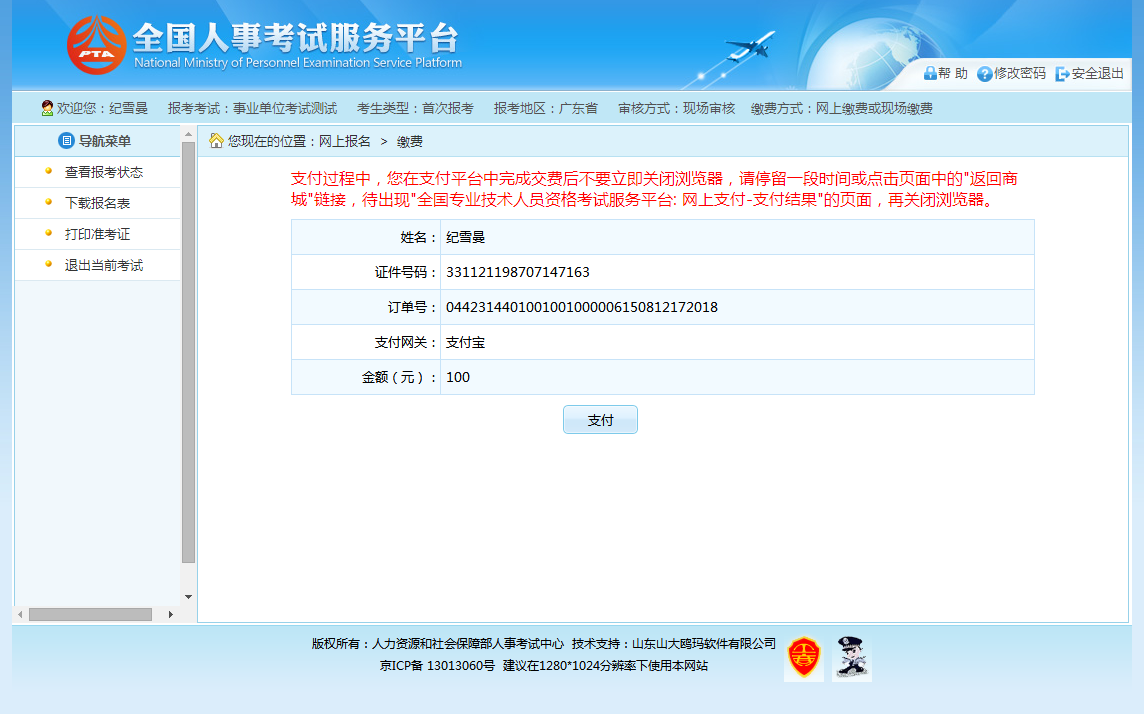 PTA
全国人事考试服务平台
National Ministry of Personnel Examination Service Platform
帮 助 修改密码 安全退出
欢迎您：纪雪曼 报考考试：事业单位考试测试 考生类型：首次报考 报考地区：广东省 审核方式：现场审核 缴费方式：网上缴费或现场缴费
导航菜单
查看报考状态
下载报名表
打印准考证
退出当前考试
您现在的位置：网上报名 > 缴费
支付过程中，您在支付平台中完成交费后不要立即关闭浏览器，请停留一段时间或点击页面中的"返回商
城"链接，待出现"全国专业技术人员资格考试服务平台: 网上支付-支付结果"的页面，再关闭浏览器。
姓名： 纪雪曼
证件号码： 331121198707147163
订单号： 0442314401001001000006150812172018
支付网关： 支付宝
金额（元）： 100
支付
版权所有：人力资源和社会保障部人事考试中心 技术支持：山东山大鸥玛软件有限公司
京ICP备 13013060号 建议在1280*1024分辨率下使用本网站